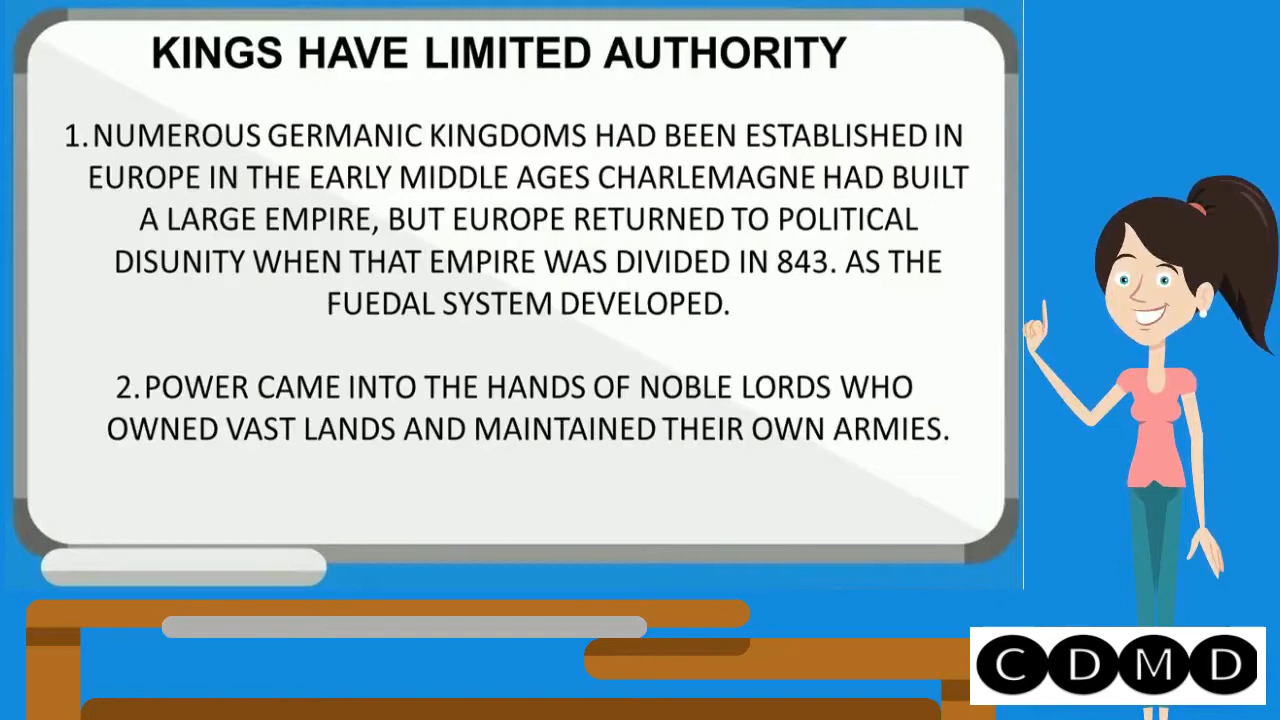 KINGS HAVE LIMITED AUTHORITY
1. NUMEROUS GERMANIC KINGDOMS HAD BEEN ESTABLISHED IN
EUROPE IN THE EARLY MIDDLE AGES CHARLEMAGNE HAD BUILT
A LARGE EMPIRE, BUT EUROPE RETURNED TO POLITICAL
DISUNITY WHEN THAT EMPIRE WAS DIVIDED IN 843. AS THE
FUEDAL SYSTEM DEVELOPED.
2. POWER CAME INTO THE HANDS OF NOBLE LORDS WHO
OWNED VAST LANDS AND MAINTAINED THEIR OWN ARMIES.
CDMD